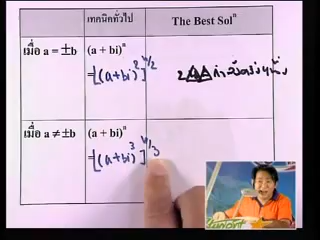 เทคนิคทั่วไป
The Best Solⁿ
เมื่อ a = ±b
(a + bi)ⁿ
= [(a+bi)²]^(n/2)
เมื่อ a ≠ ±b
(a + bi)ⁿ
= [(a+bi)³]^(n/3)